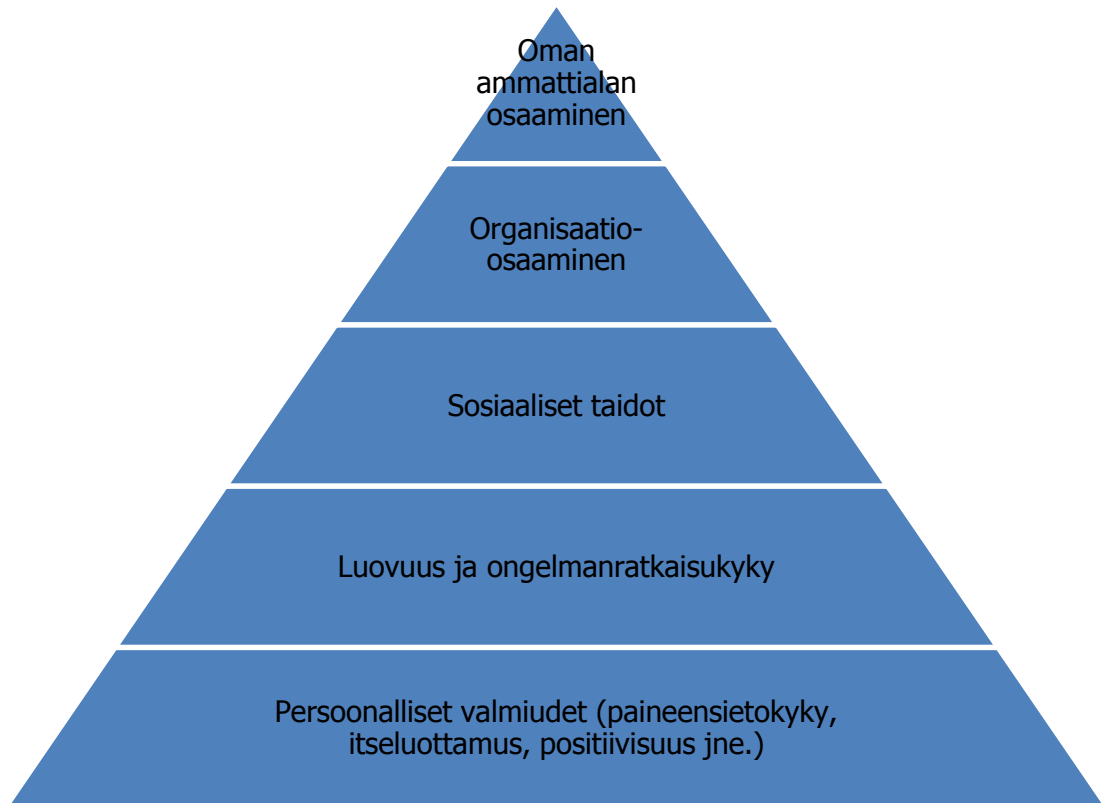 Oman
ammattialan
osaaminen
Organisaatio-
osaaminen
Sosiaaliset taidot
Luovuus ja ongelmanratkaisukyky
Persoonalliset valmiudet (paineensietokyky,
itseluottamus, positiivisuus jne.)